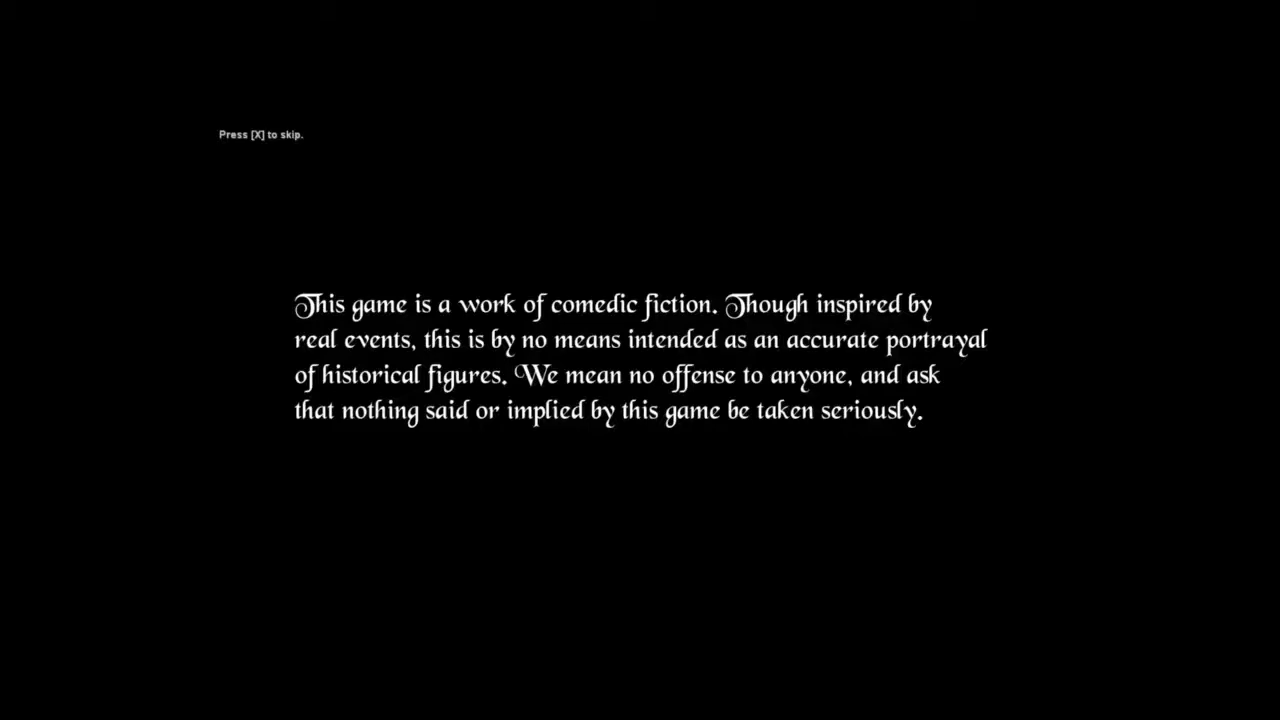 Press [X] to skip.
This game is a work of comedic fiction. Though inspired by
real events, this is by no means intended as an accurate portrayal
of historical figures. We mean no offense to anyone, and ask
that nothing said or implied by this game be taken seriously.